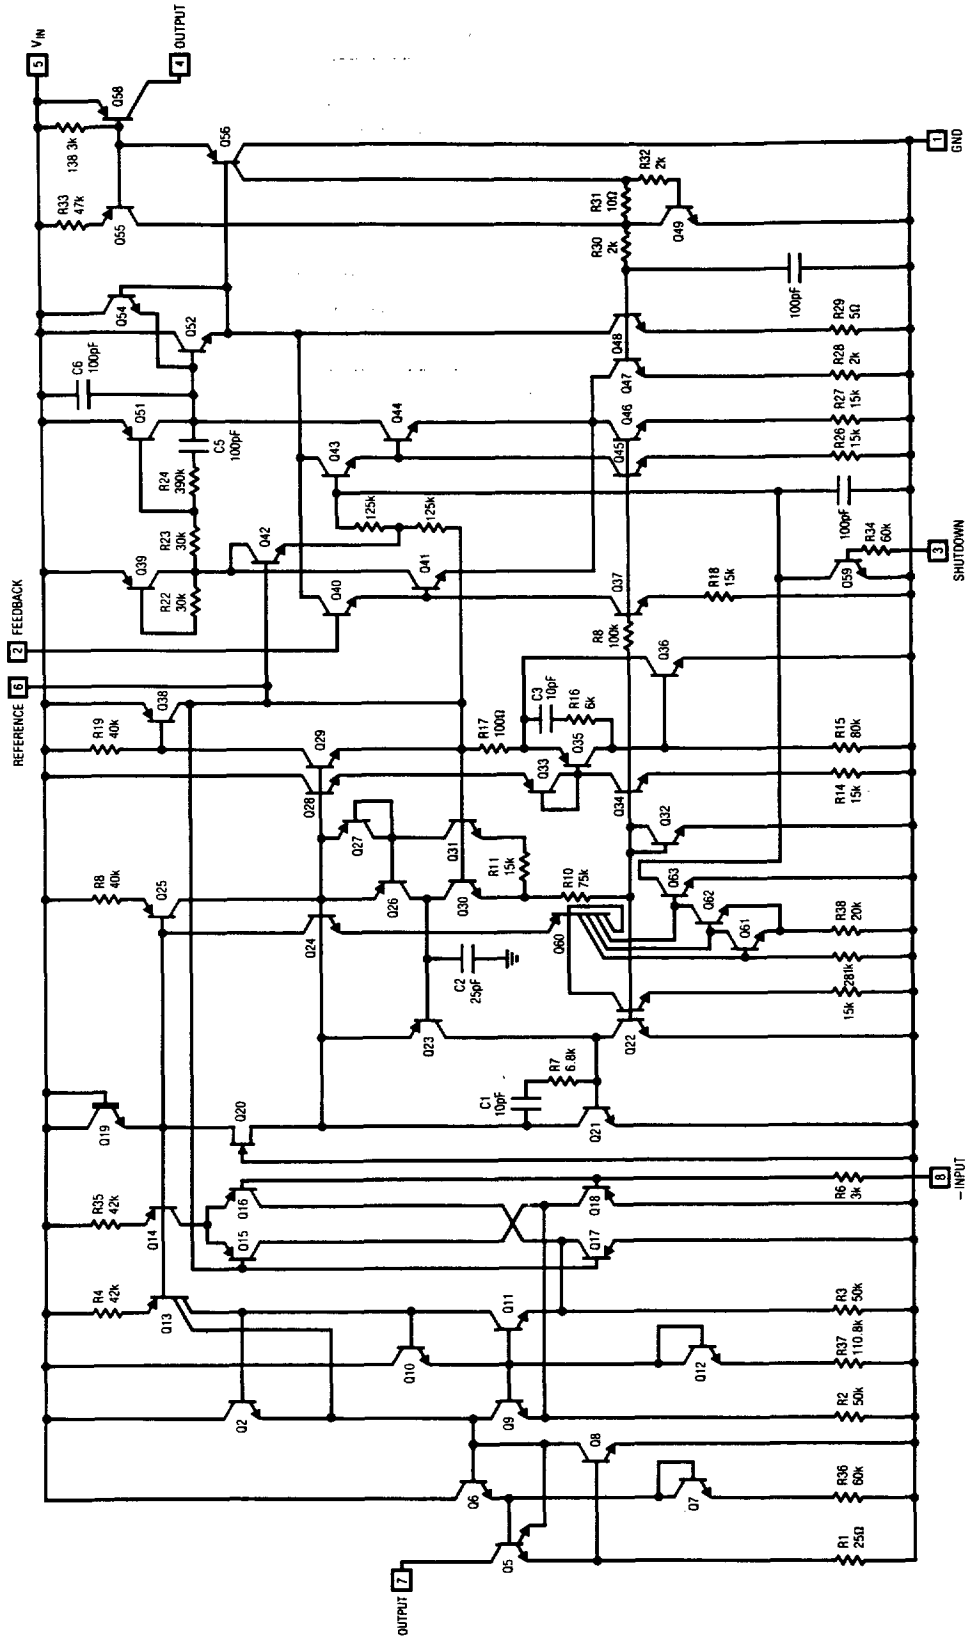 5 VIN
4 OUTPUT
138 3k
Q58
R33
47k
Q55
Q56
R31
10Ω
R32
2k
R30
2k
Q49
1
GND
Q54
Q52
C6
100pF
Q51
C5
100pF
R24
390k
R23
30k
R22
30k
Q39
Q42
125k
125k
Q43
Q44
Q40
Q41
Q48
Q47
Q46
Q45
Q37
100pF
R29
5Ω
R28
2k
R27
15k
R26
15k
100pF
R34
60k
Q59
3
SHUTDOWN
R18
15k
R8
100k
2 FEEDBACK
6
REFERENCE
R19
40k
Q38
Q29
Q28
R17
100Ω
C3
10pF
R16
6k
Q35
Q33
Q34
Q36
R15
80k
R14
15k
Q32
Q27
Q26
Q31
Q30
R11
15k
R10
75k
R8
40k
Q25
Q24
C2
25pF
Q23
Q60
Q63
Q62
Q61
R38
20k
281k
15k
Q22
R7
6.8k
C1
10pF
Q21
Q19
Q20
R35
42k
Q14
Q16
Q15
Q18
Q17
R6
3k
8
−INPUT
R4
42k
Q13
Q11
Q10
Q12
R3
50k
R37
110.8k
R2
50k
Q2
Q9
Q8
Q6
Q7
Q5
R36
60k
R1
25Ω
7
OUTPUT